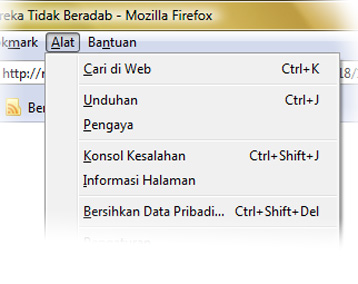 reka Tidak Beradab - Mozilla Firefox
kmark Alat Bantuan
Cari di Web Ctrl+K
http://
18/
Unduhan Ctrl+J
Ber
Pengaya
Konsol Kesalahan Ctrl+Shift+J
Informasi Halaman
Bersihkan Data Pribadi... Ctrl+Shift+Del